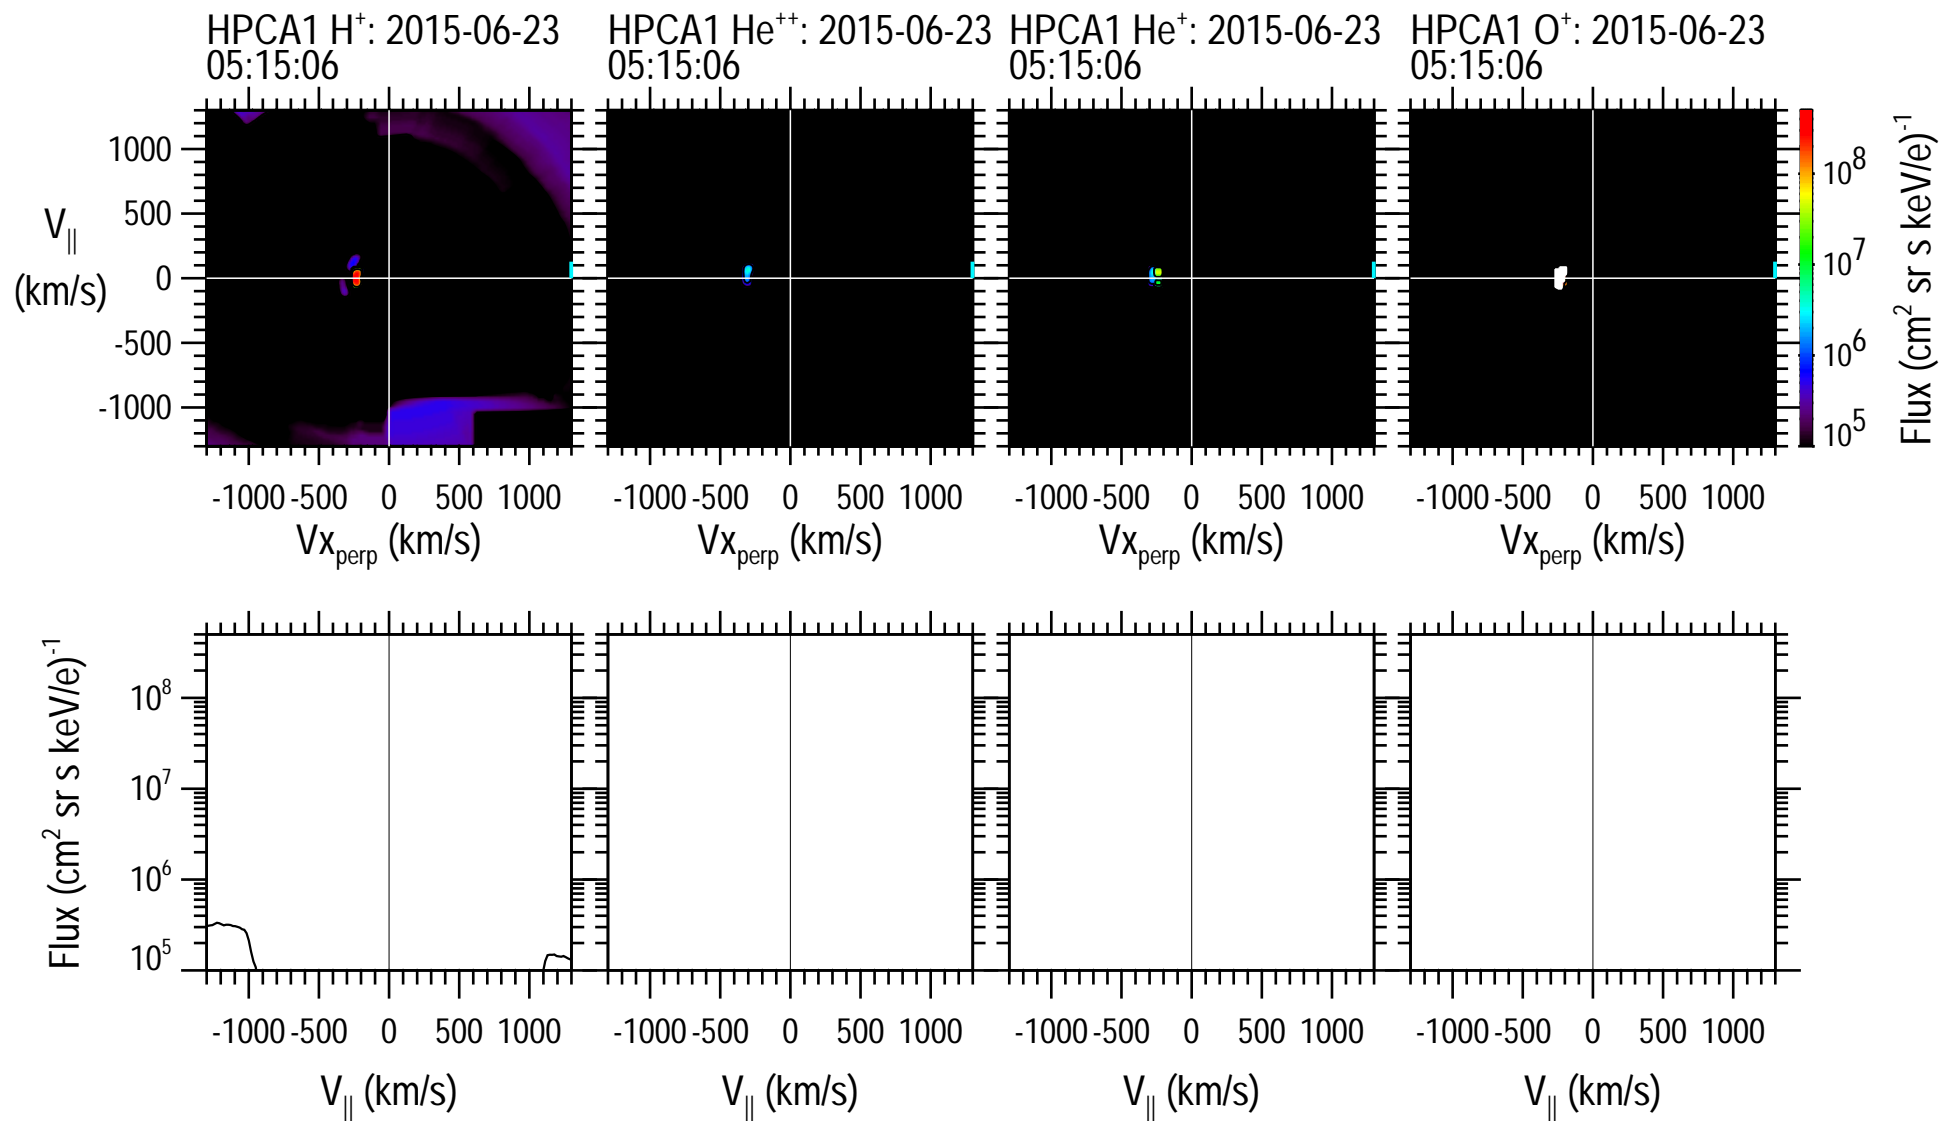 HPCA1 H⁺: 2015-06-23 HPCA1 He⁺⁺: 2015-06-23 HPCA1 He⁺: 2015-06-23 HPCA1 O⁺: 2015-06-23
05:15:06 05:15:06 05:15:06 05:15:06
1000
500
0
-500
-1000
V||
(km/s)
10⁸
10⁷
10⁶
10⁵
Flux (cm² sr s keV/e)⁻¹
-1000 -500 0 500 1000 -1000 -500 0 500 1000 -1000 -500 0 500 1000 -1000 -500 0 500 1000
Vxperp (km/s) Vxperp (km/s) Vxperp (km/s) Vxperp (km/s)
Flux (cm² sr s keV/e)⁻¹
10⁸
10⁷
10⁶
10⁵
-1000 -500 0 500 1000 -1000 -500 0 500 1000 -1000 -500 0 500 1000 -1000 -500 0 500 1000
V|| (km/s) V|| (km/s) V|| (km/s) V|| (km/s)